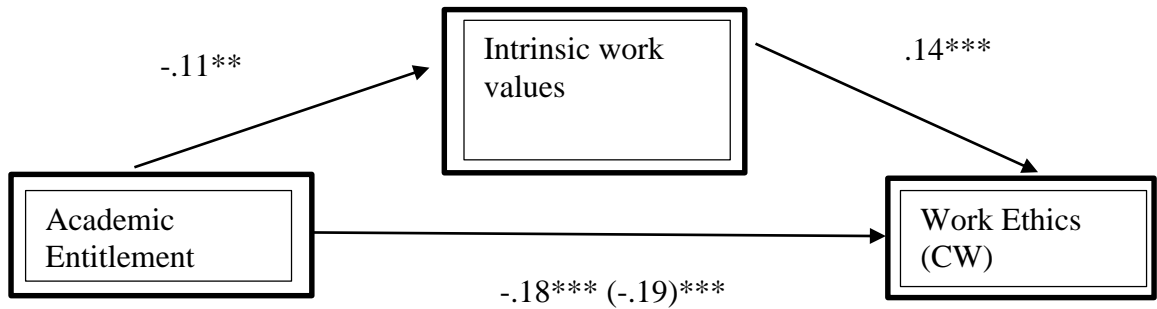 Intrinsic work
values
-.11**
.14***
Academic
Entitlement
Work Ethics
(CW)
-.18*** (-.19)***